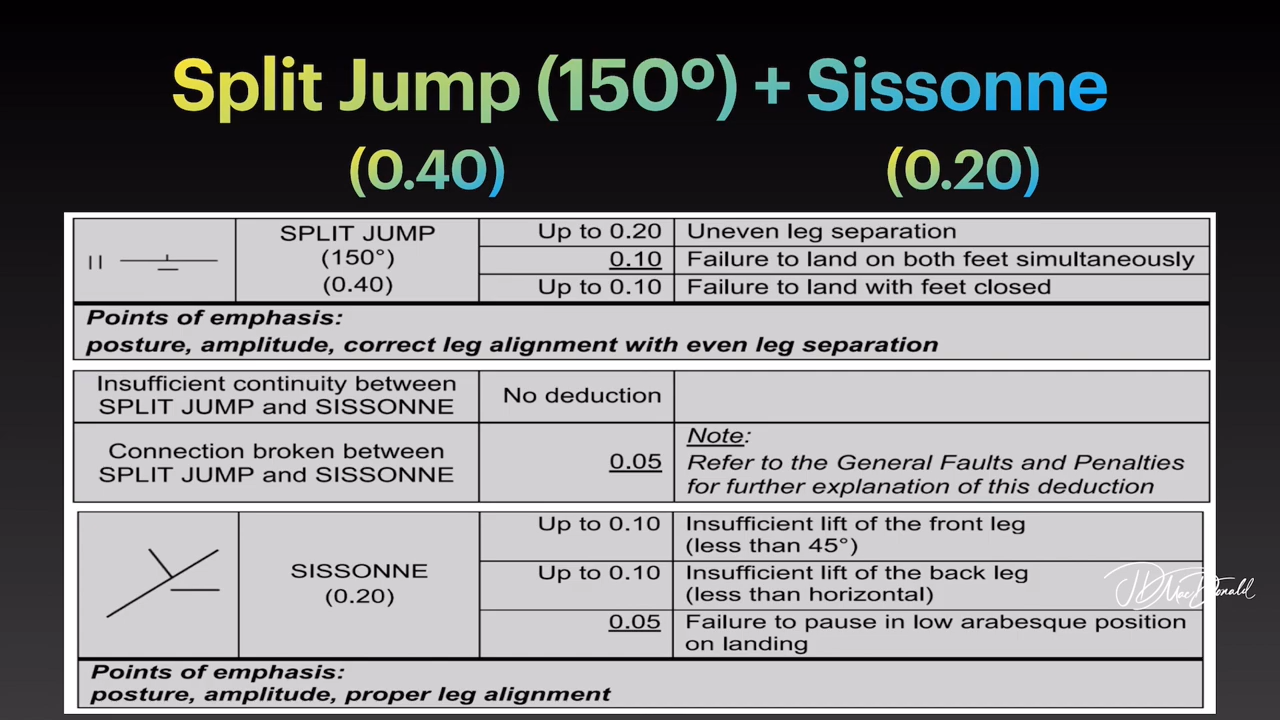 Split Jump (150º) + Sissonne
(0.40) (0.20)
SPLIT JUMP
(150°)
(0.40)
Up to 0.20 Uneven leg separation
0.10 Failure to land on both feet simultaneously
Up to 0.10 Failure to land with feet closed
Points of emphasis:
posture, amplitude, correct leg alignment with even leg separation
Insufficient continuity between
SPLIT JUMP and SISSONNE
No deduction
Connection broken between
SPLIT JUMP and SISSONNE
0.05
Note:
Refer to the General Faults and Penalties
for further explanation of this deduction
SISSONNE
(0.20)
Up to 0.10 Insufficient lift of the front leg
(less than 45°)
Up to 0.10 Insufficient lift of the back leg
(less than horizontal)
0.05 Failure to pause in low arabesque position
on landing
JDMacDonald
Points of emphasis:
posture, amplitude, proper leg alignment